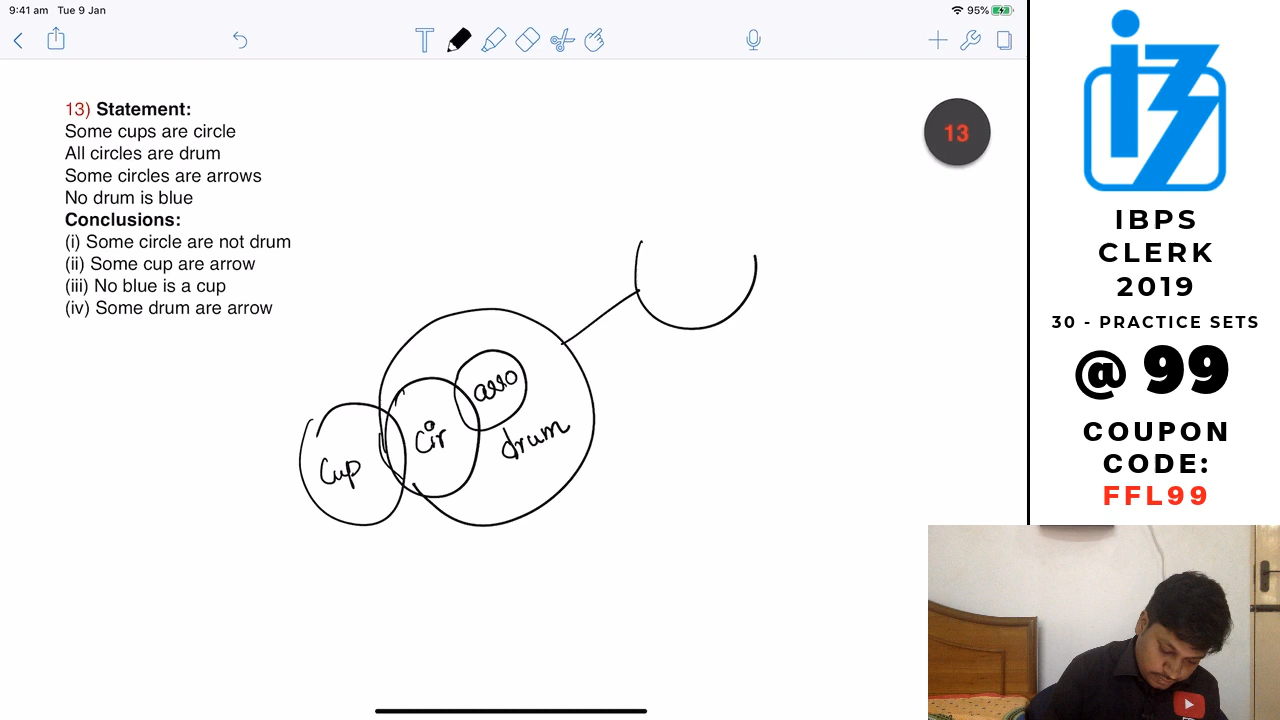 9:41 am Tue 9 Jan
95%
T
13) Statement:
Some cups are circle
All circles are drum
Some circles are arrows
No drum is blue
Conclusions:
(i) Some circle are not drum
(ii) Some cup are arrow
(iii) No blue is a cup
(iv) Some drum are arrow
13
Cup
Cir
arro
drum
IBPS
CLERK
2019
30 - PRACTICE SETS
@ 99
COUPON
CODE:
FFL99